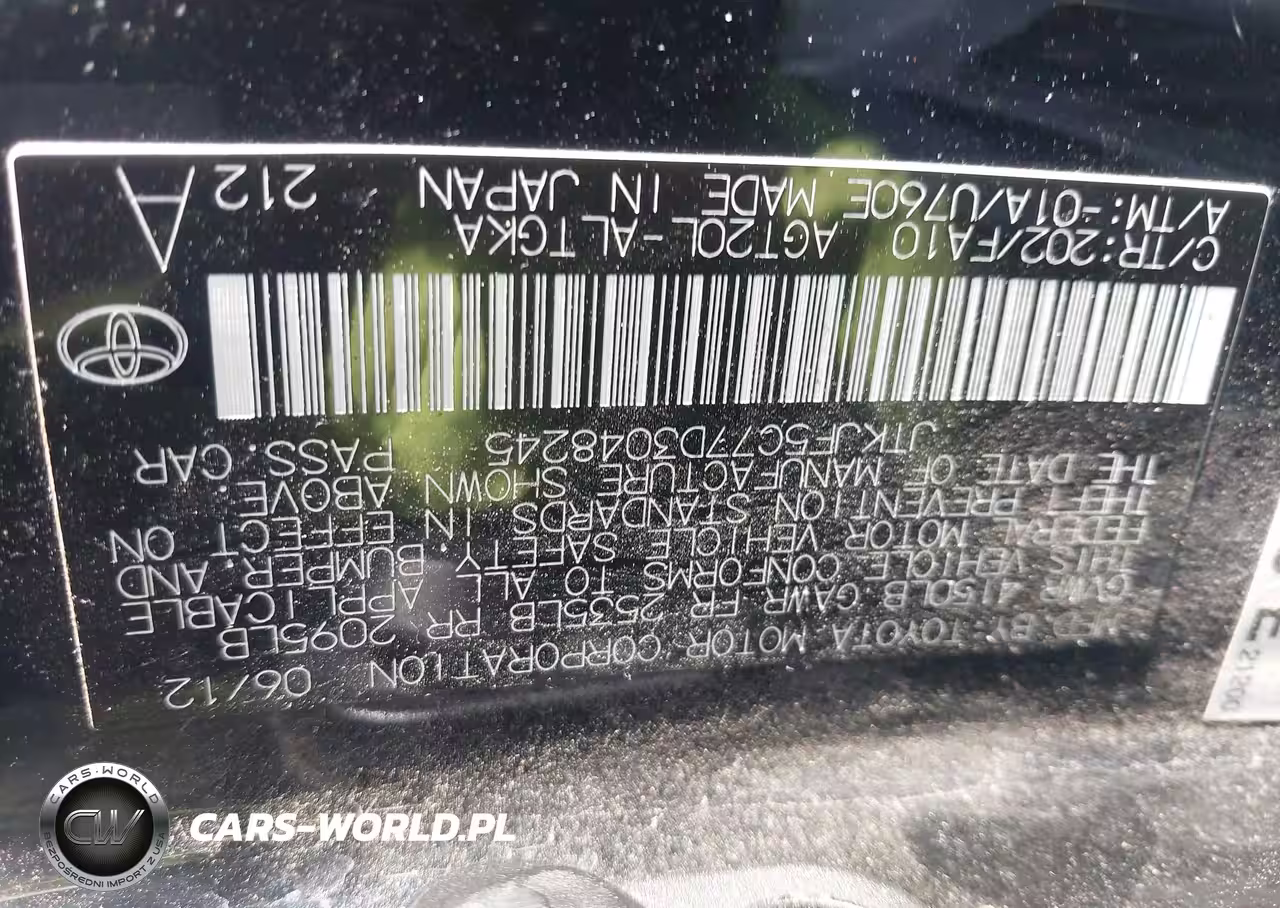 MFD BY:TOYOTA MOTOR CORPORATION 06/12
GVWR 4150LB GAWR FR 2535LB RR 2095LB
THIS VEHICLE CONFORMS TO ALL APPLICABLE
FEDERAL MOTOR VEHICLE SAFETY BUMPER.AND
THEFT PREVENTION STANDARDS IN EFFECT ON
THE DATE OF MANUFACTURE SHOWN ABOVE.
JTKJF5C77D3048245 PASS.CAR
C/TR:202/FA10 AGT20L-ALTGKA
A/TM:-01A/U760E MADE IN JAPAN 212 A
CARS-WORLD
CW
BEZPOŚREDNI IMPORT Z USA
CARS-WORLD.PL